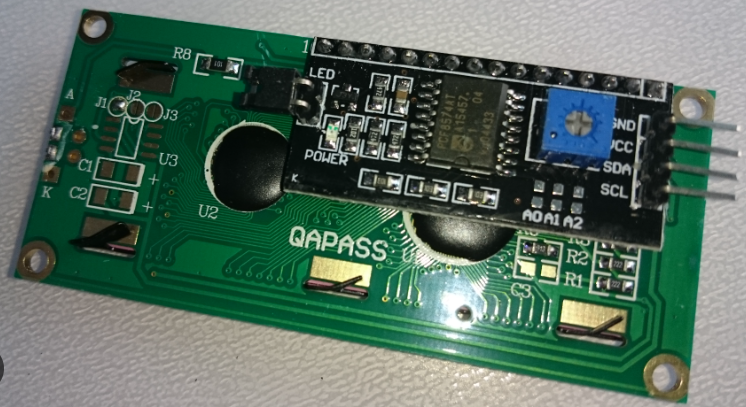 R8
1
LED
A
J1
J2
J3
U3
C1
+
K
C2
+
U2
POWER
K
PCF8574AT
GND
VCC
SDA
SCL
A0 A1 A2
QAPASS
R2
R1
C3